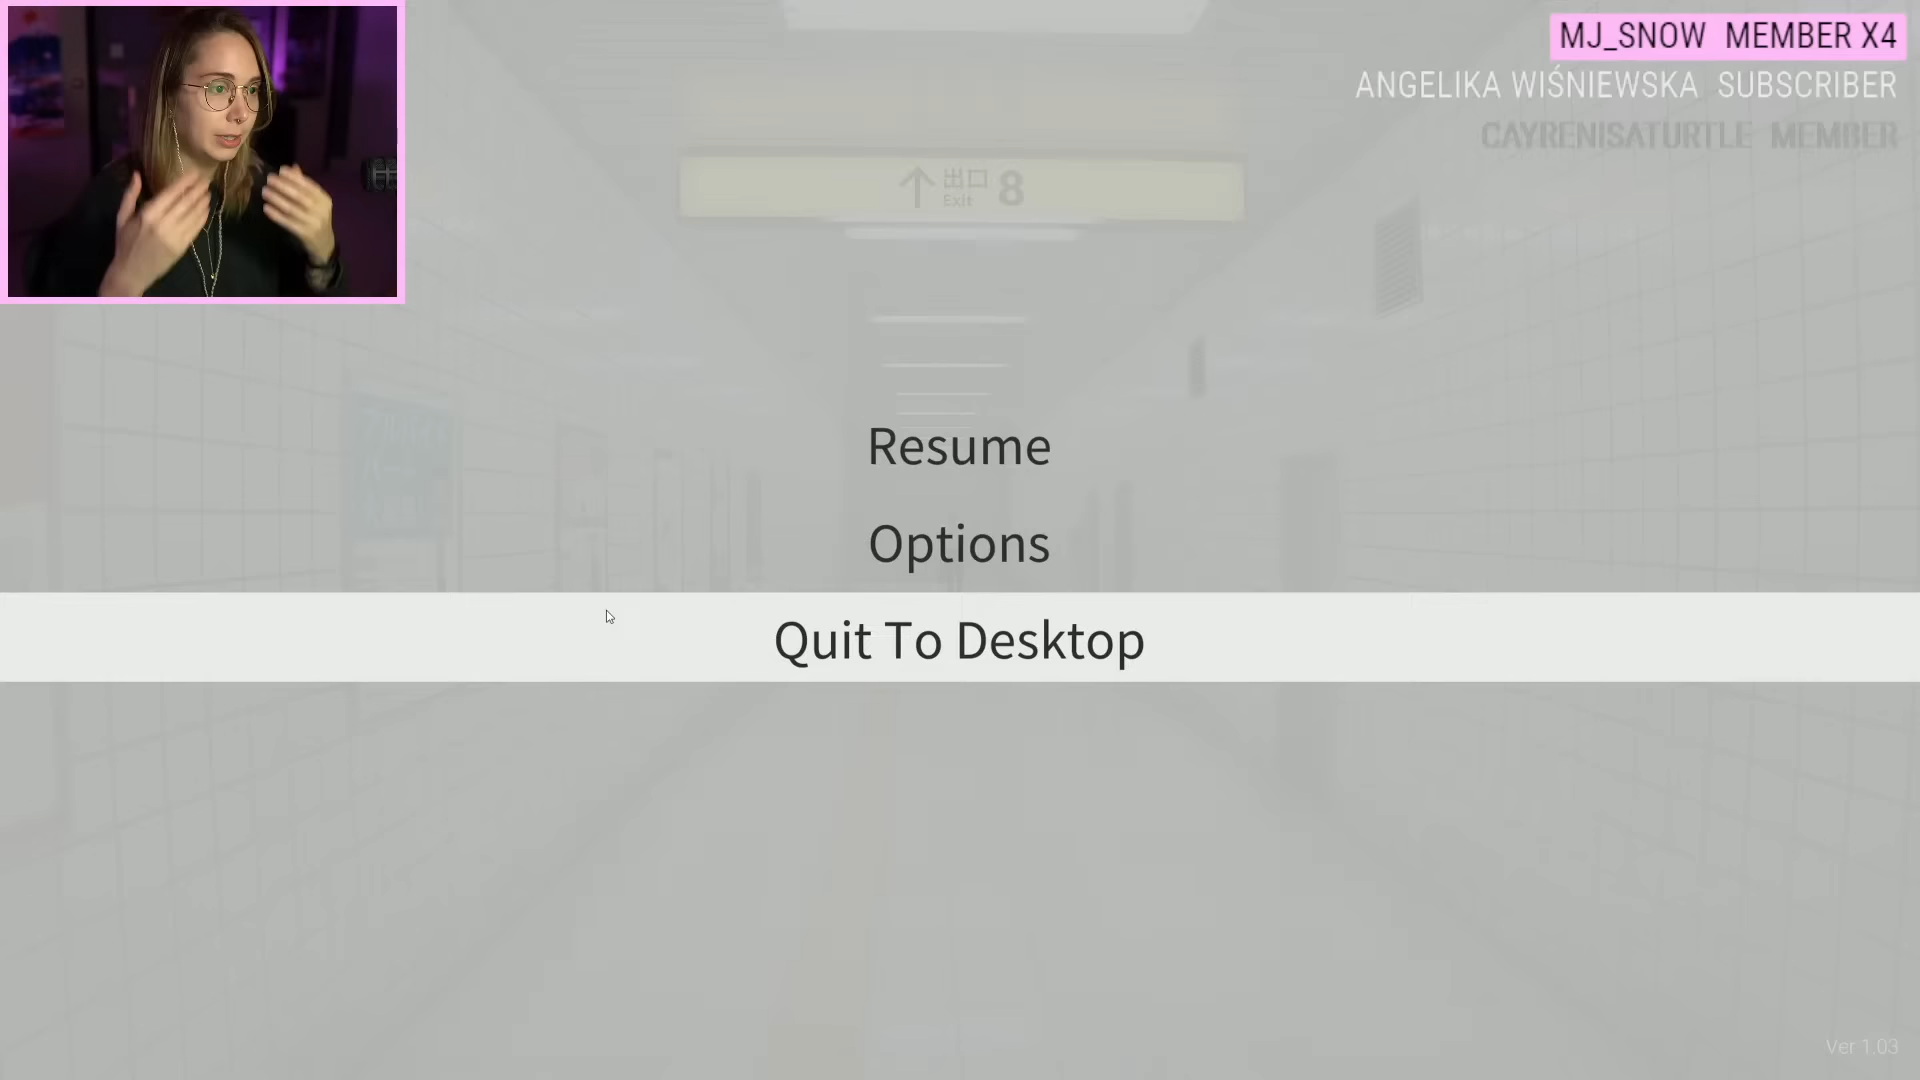 MJ_SNOW MEMBER X4
ANGELIKA WIŚNIEWSKA SUBSCRIBER
CAYRENISATURTLE MEMBER
↑ 出口 8
Exit
Resume
Options
Quit To Desktop
Ver 1.03